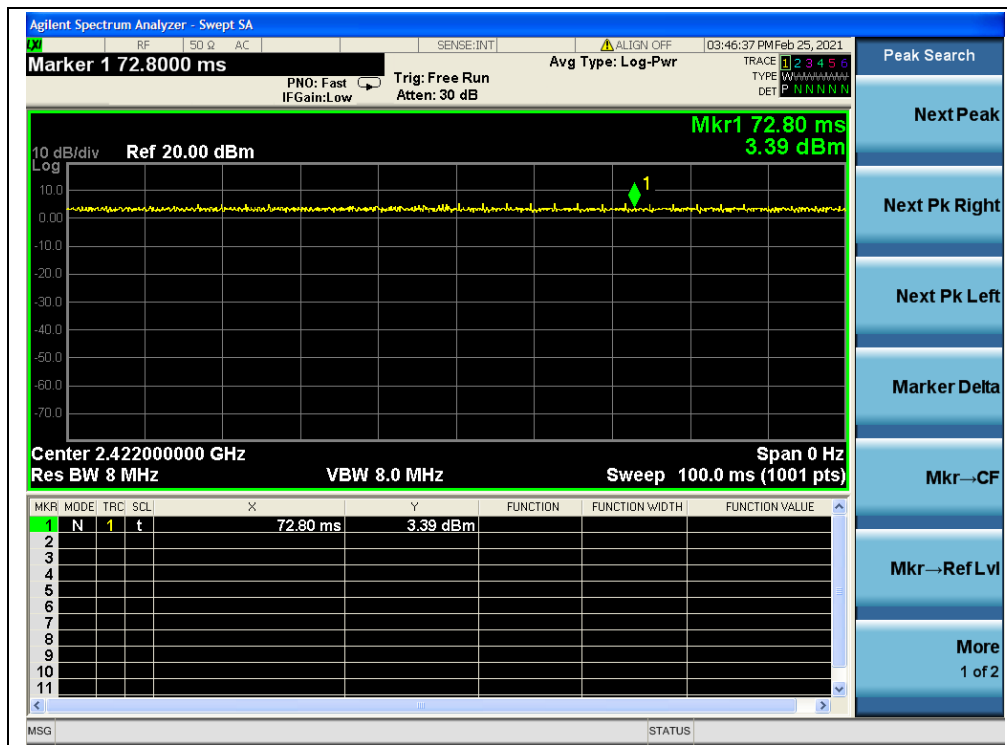 Agilent Spectrum Analyzer - Swept SA
LXI RF 50 Ω AC SENSE:INT ALIGN OFF 03:46:37 PM Feb 25, 2021
Marker 1 72.8000 ms
PNO: Fast
IFGain:Low
Trig: Free Run
Atten: 30 dB
Avg Type: Log-Pwr
TRACE 1 2 3 4 5 6
TYPE WWWWWWW
DET P N N N N N
Mkr1 72.80 ms
3.39 dBm
10 dB/div Ref 20.00 dBm
Log
10.0
0.00
-10.0
-20.0
-30.0
-40.0
-50.0
-60.0
-70.0
1
Center 2.422000000 GHz Span 0 Hz
Res BW 8 MHz VBW 8.0 MHz Sweep 100.0 ms (1001 pts)
MKR MODE TRC SCL X Y FUNCTION FUNCTION WIDTH FUNCTION VALUE
1 N 1 t 72.80 ms 3.39 dBm
2
3
4
5
6
7
8
9
10
11
MSG STATUS
Peak Search
Next Peak
Next Pk Right
Next Pk Left
Marker Delta
Mkr→CF
Mkr→Ref Lvl
More
1 of 2